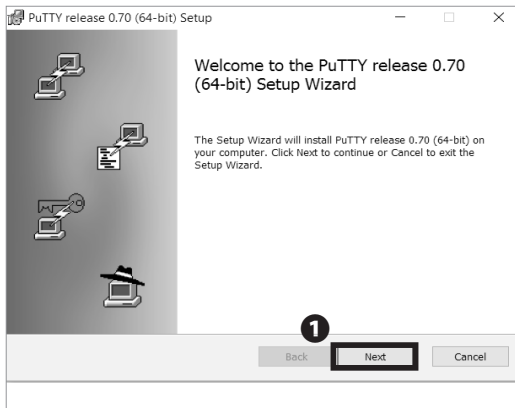 PuTTY release 0.70 (64-bit) Setup
Welcome to the PuTTY release 0.70
(64-bit) Setup Wizard
The Setup Wizard will install PuTTY release 0.70 (64-bit) on
your computer. Click Next to continue or Cancel to exit the
Setup Wizard.
1
Back Next Cancel